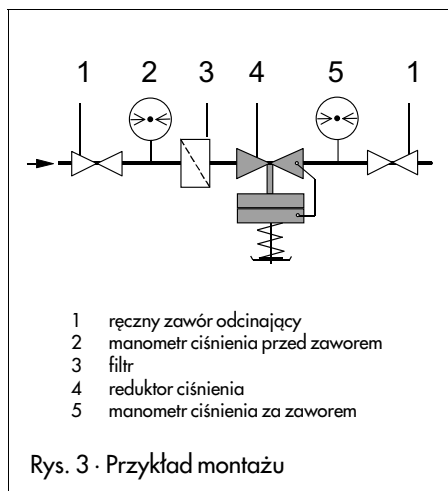 1 2 3 4 5 1
1 ręczny zawór odcinający
2 manometr ciśnienia przed zaworem
3 filtr
4 reduktor ciśnienia
5 manometr ciśnienia za zaworem
Rys. 3 · Przykład montażu